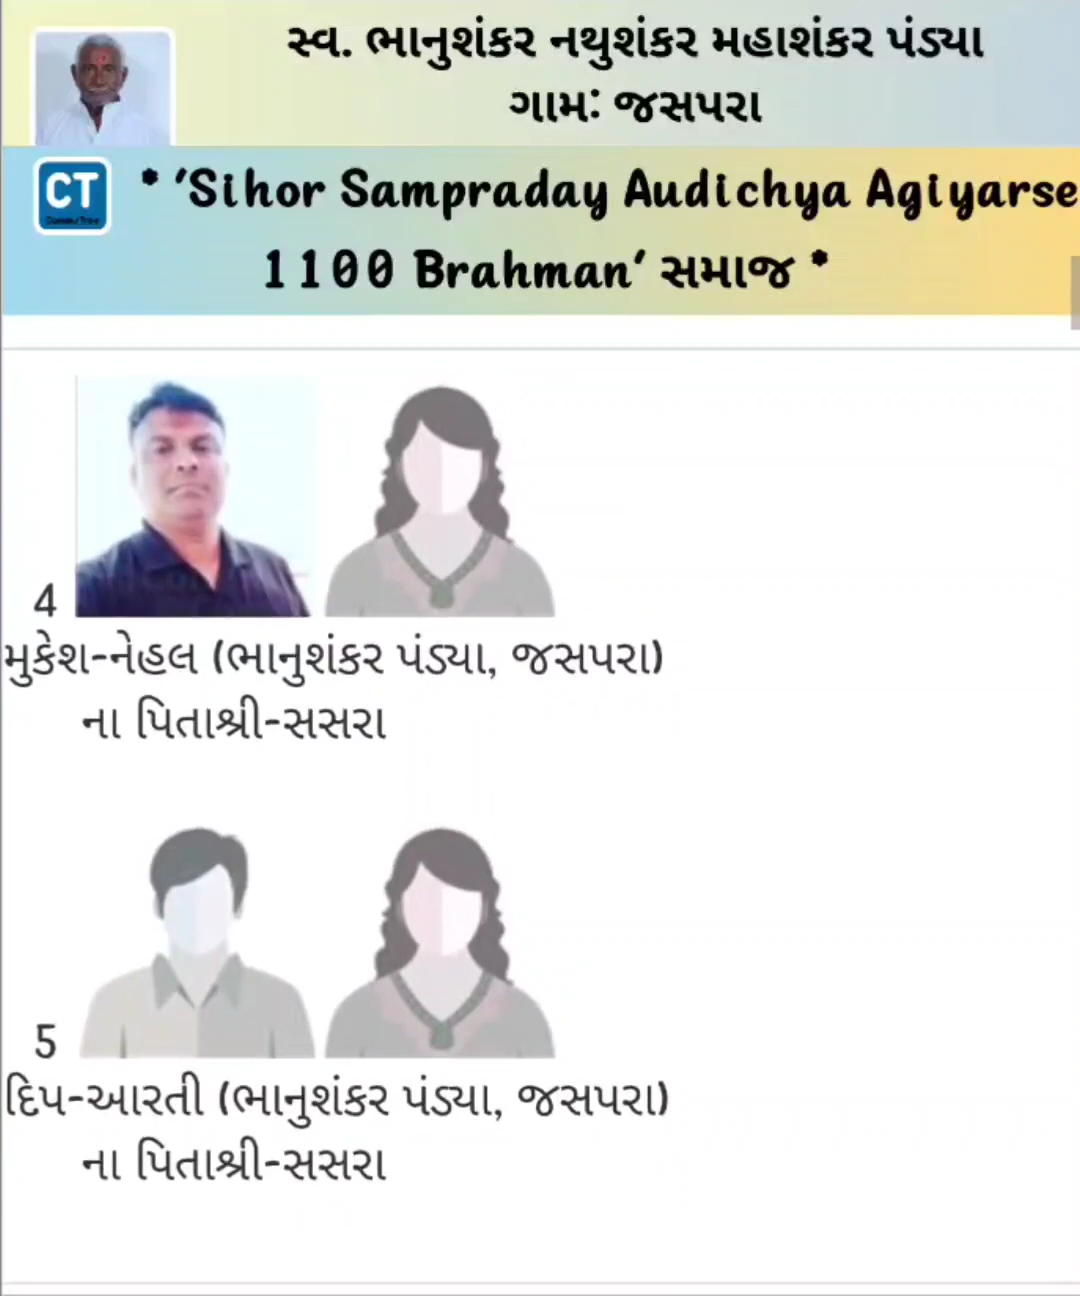 સ્વ. ભાનુશંકર નથુશંકર મહાશંકર પંડ્યા
ગામઃ જસપરા
CT
* 'Sihor Sampraday Audichya Agiyarse
1100 Brahman' સમાજ *
4
મુકેશ-નેહલ (ભાનુશંકર પંડ્યા, જસપરા)
ના પિતાશ્રી-સસરા
5
દિપ-આરતી (ભાનુશંકર પંડ્યા, જસપરા)
ના પિતાશ્રી-સસરા